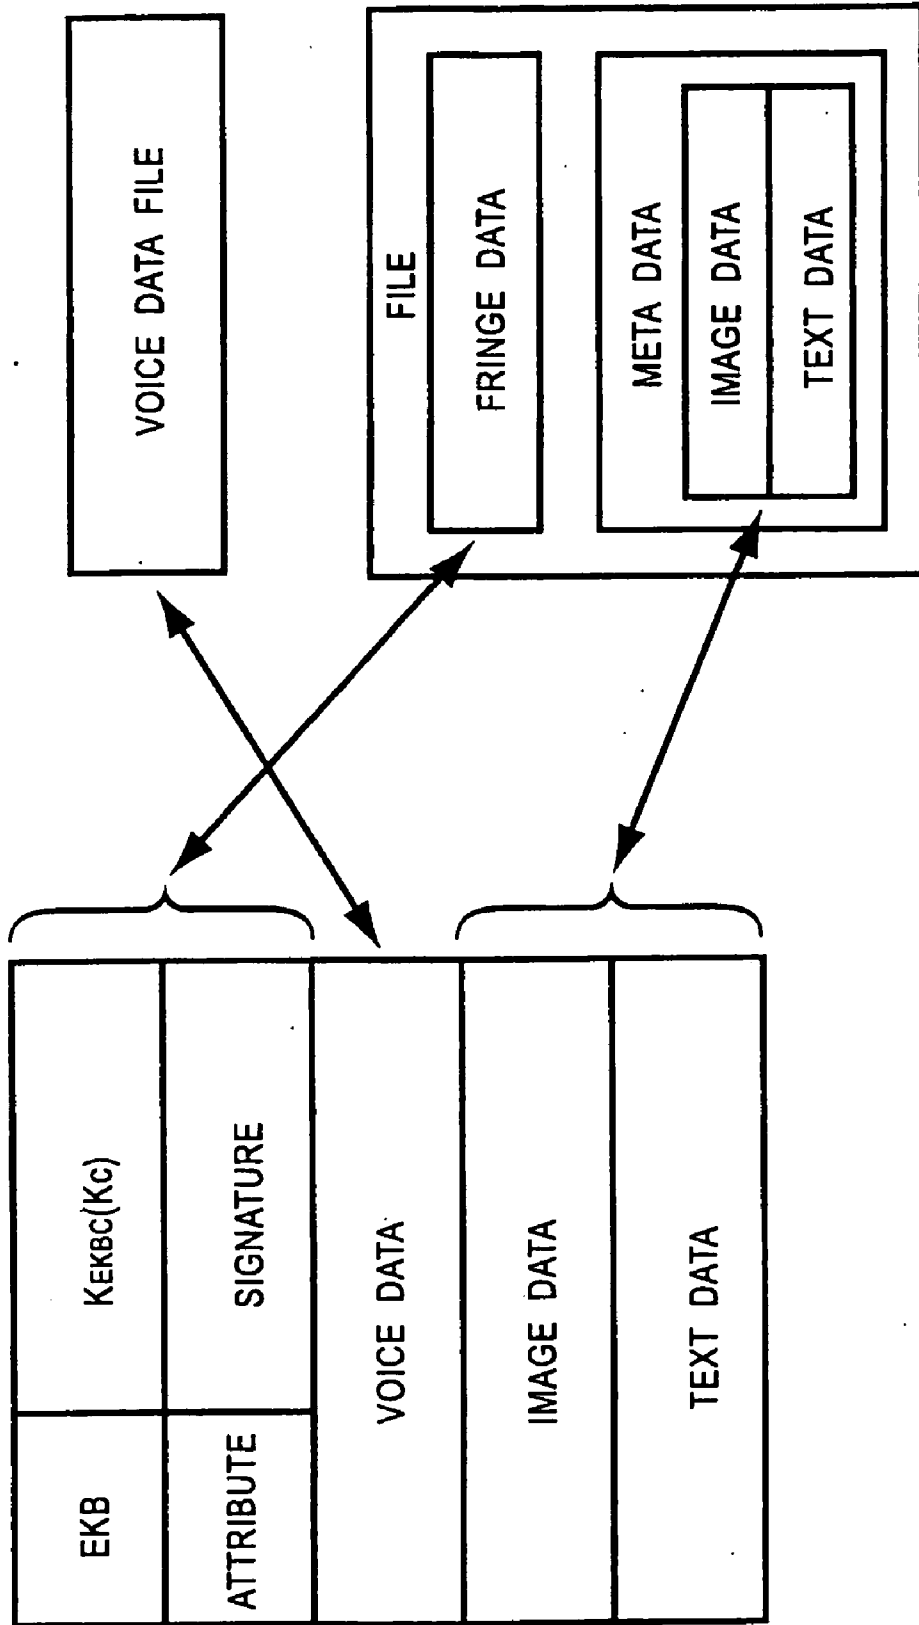 EKB
KEKBC(Kc)
ATTRIBUTE
SIGNATURE
VOICE DATA
IMAGE DATA
TEXT DATA
VOICE DATA FILE
FILE
FRINGE DATA
META DATA
IMAGE DATA
TEXT DATA